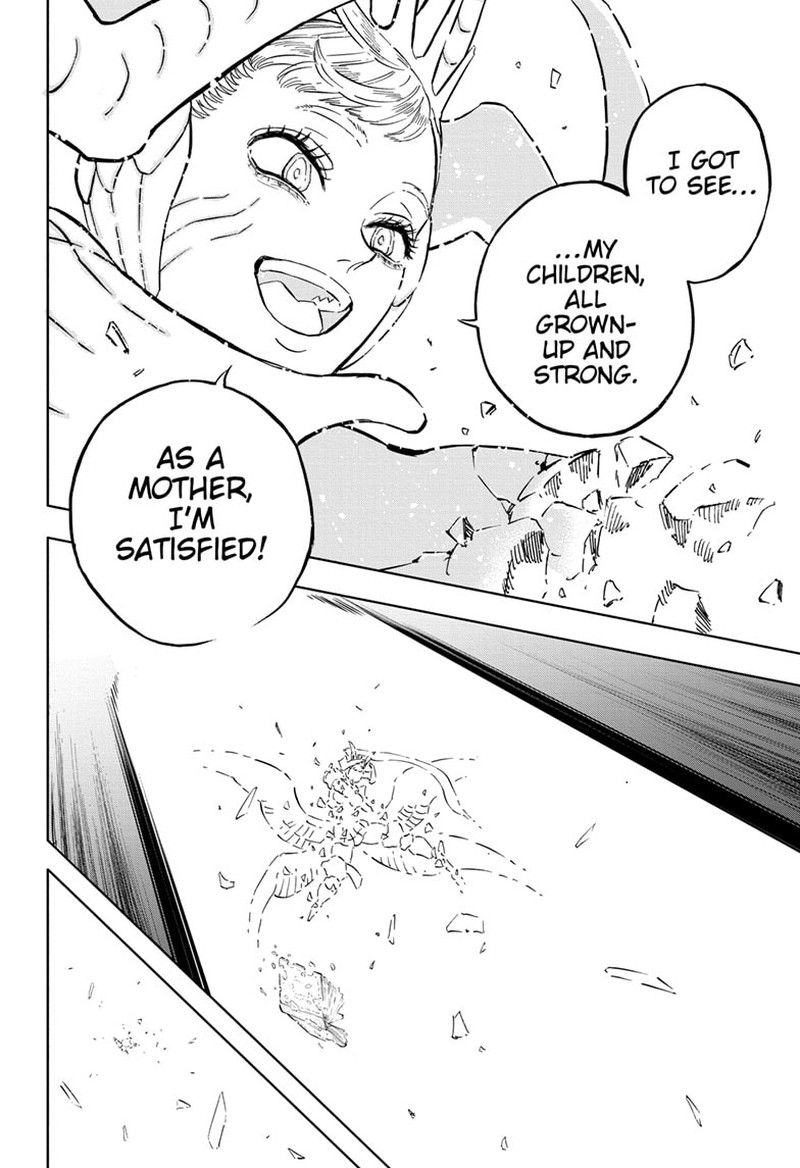 I GOT
TO SEE...
...MY
CHILDREN,
ALL
GROWN-
UP AND
STRONG.
AS A
MOTHER,
I'M
SATISFIED!